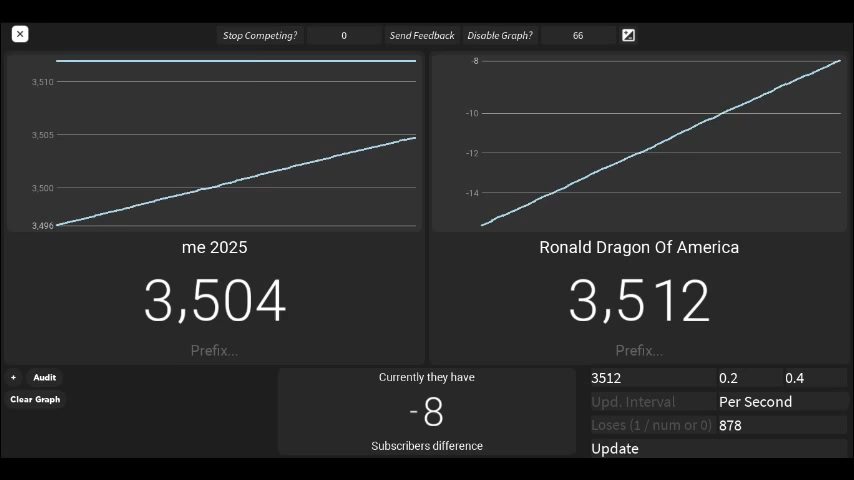 Stop Competing? 0 Send Feedback Disable Graph? 66
3,510
3,505
3,500
3,496
-8
-10
-12
-14
me 2025
3,504
Prefix...
Ronald Dragon Of America
3,512
Prefix...
+ Audit
Clear Graph
Currently they have
-8
Subscribers difference
3512 0.2 0.4
Upd. Interval Per Second
Loses (1 / num or 0) 878
Update